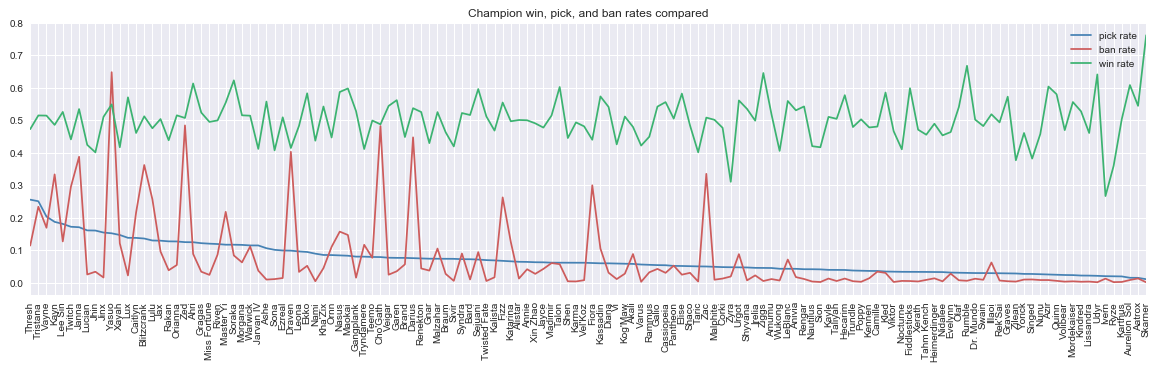 Champion win, pick, and ban rates compared
pick rate
ban rate
win rate
0.8
0.7
0.6
0.5
0.4
0.3
0.2
0.1
0.0
Thresh
Tristana
Vayne
Kayn
Lee Sin
Janna
Lucian
Jhin
Jinx
Yasuo
Xayah
Caitlyn
Blitzcrank
Lulu
Jax
Rakan
Orianna
Zed
Ahri
Gragas
Miss Fortune
Riven
Master Yi
Soraka
Morgana
Warwick
Jarvan IV
Ashe
Sona
Ezreal
Draven
Leona
Ekko
Nami
Vi
Nasus
Maokai
Gangplank
Tryndamere
Teemo
Cho'Gath
Veigar
Garen
Brand
Darius
Renekton
Gnar
Malzahar
Braum
Sivir
Syndra
Bard
Twisted Fate
Kalista
Fizz
Katarina
Alistar
Annie
Xin Zhao
Jayce
Vladimir
Talon
Shen
Kha'Zix
Vel'Koz
Fiora
Kassadin
Diana
Kog'Maw
Kennen
Varus
Rammus
Galio
Cassiopeia
Pantheon
Elise
Shaco
Taric
Zac
Malphite
Corki
Zyra
Urgot
Shyvana
Irelia
Ziggs
Amumu
Wukong
LeBlanc
Anivia
Rengar
Nautilus
Sion
Kayle
Taliyah
Hecarim
Trundle
Poppy
Karthus
Camille
Kled
Viktor
Nocturne
Fiddlesticks
Xerath
Tahm Kench
Heimerdinger
Nidalee
Evelynn
Olaf
Rumble
Dr. Mundo
Swain
Illaoi
Rek'Sai
Graves
Zilean
Yorick
Singed
Nunu
Azir
Quinn
Volibear
Mordekaiser
Kindred
Lissandra
Udyr
Ivern
Ryze
Karma
Aurelion Sol
Aatrox
Skarner